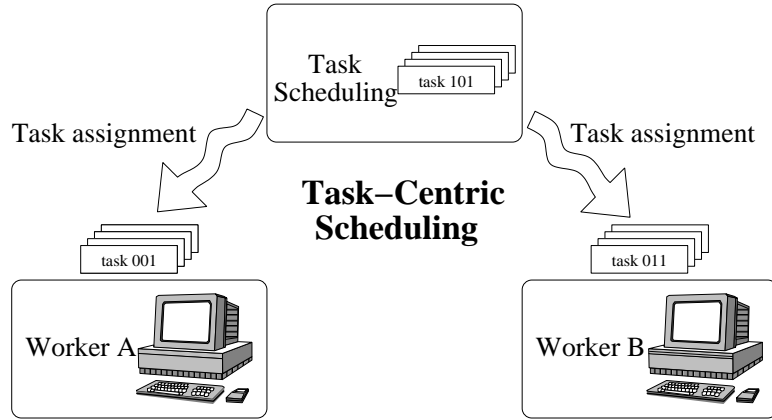 Task
Scheduling
task 101
Task assignment
Task assignment
Task−Centric
Scheduling
task 001
task 011
Worker A
Worker B